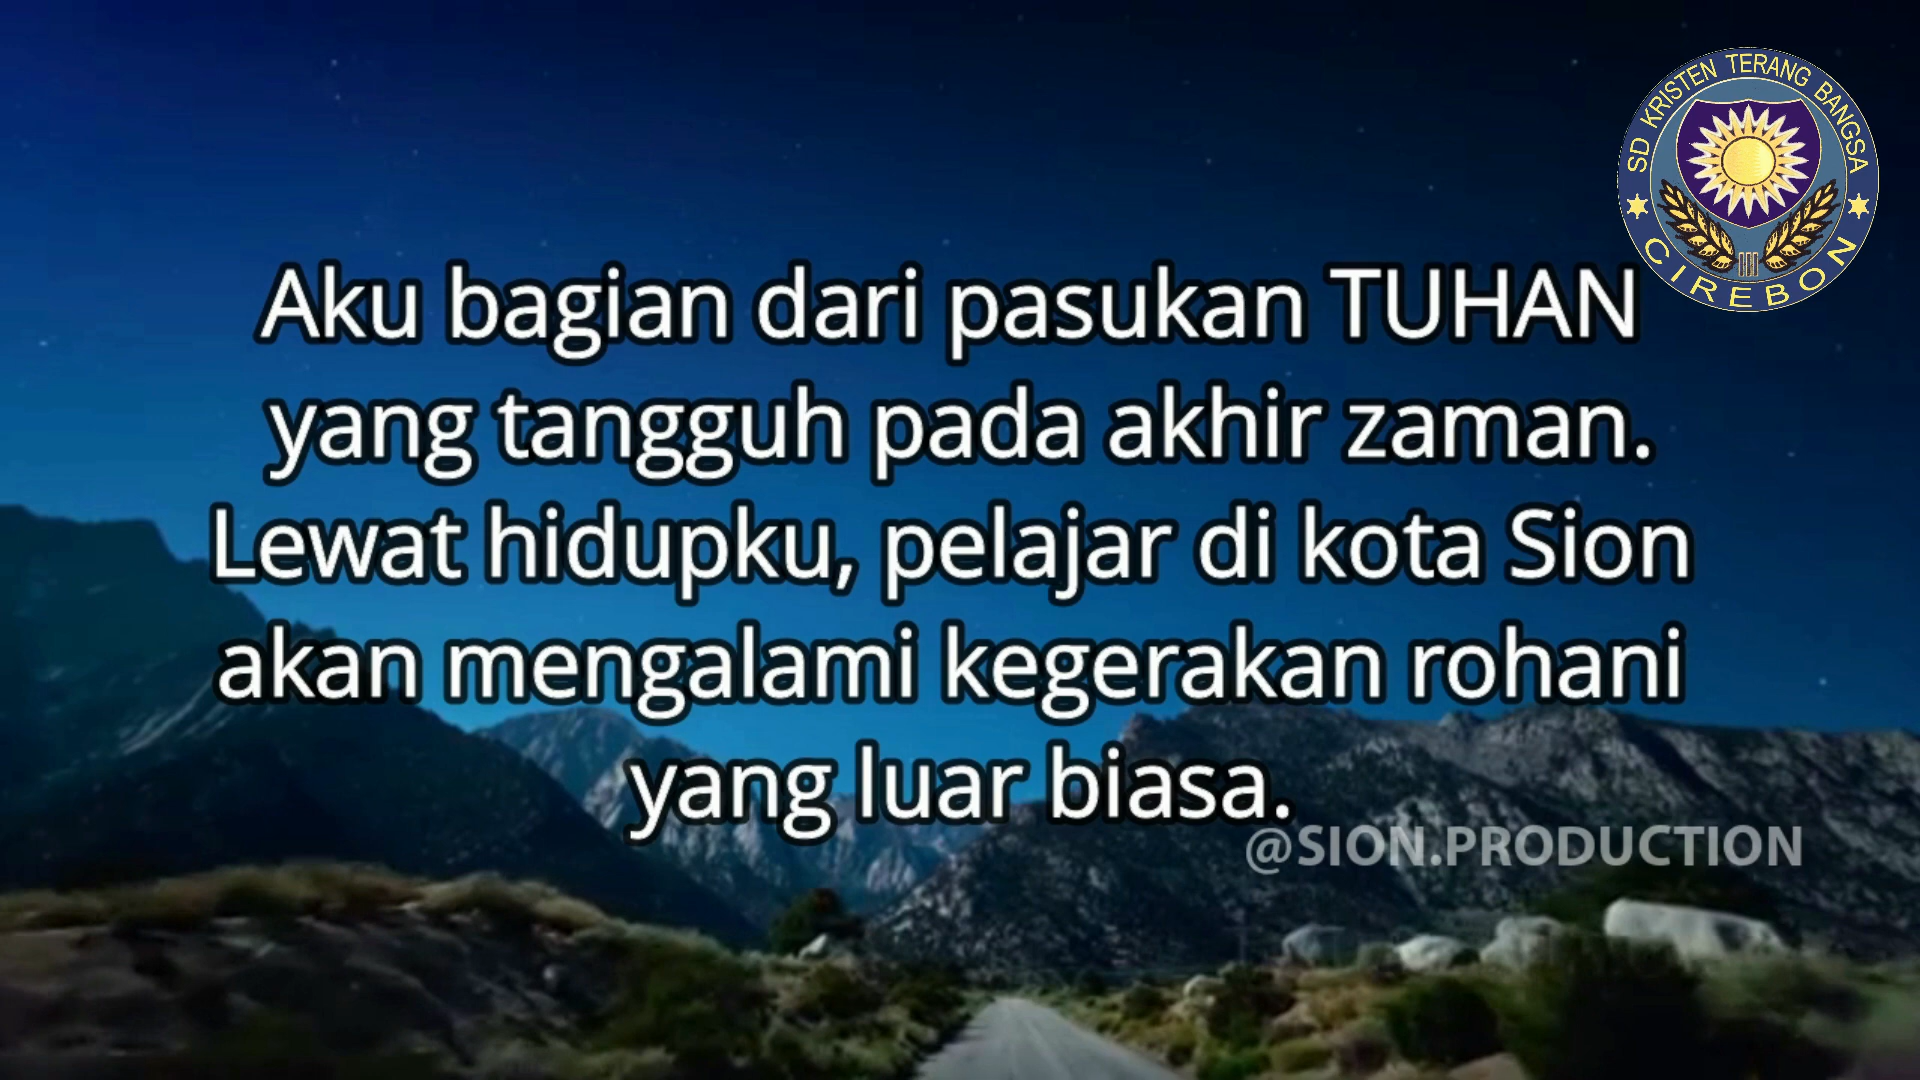 SD KRISTEN TERANG BANGSA
CIREBON
Aku bagian dari pasukan TUHAN
yang tangguh pada akhir zaman.
Lewat hidupku, pelajar di kota Sion
akan mengalami kegerakan rohani
yang luar biasa.
@SION.PRODUCTION